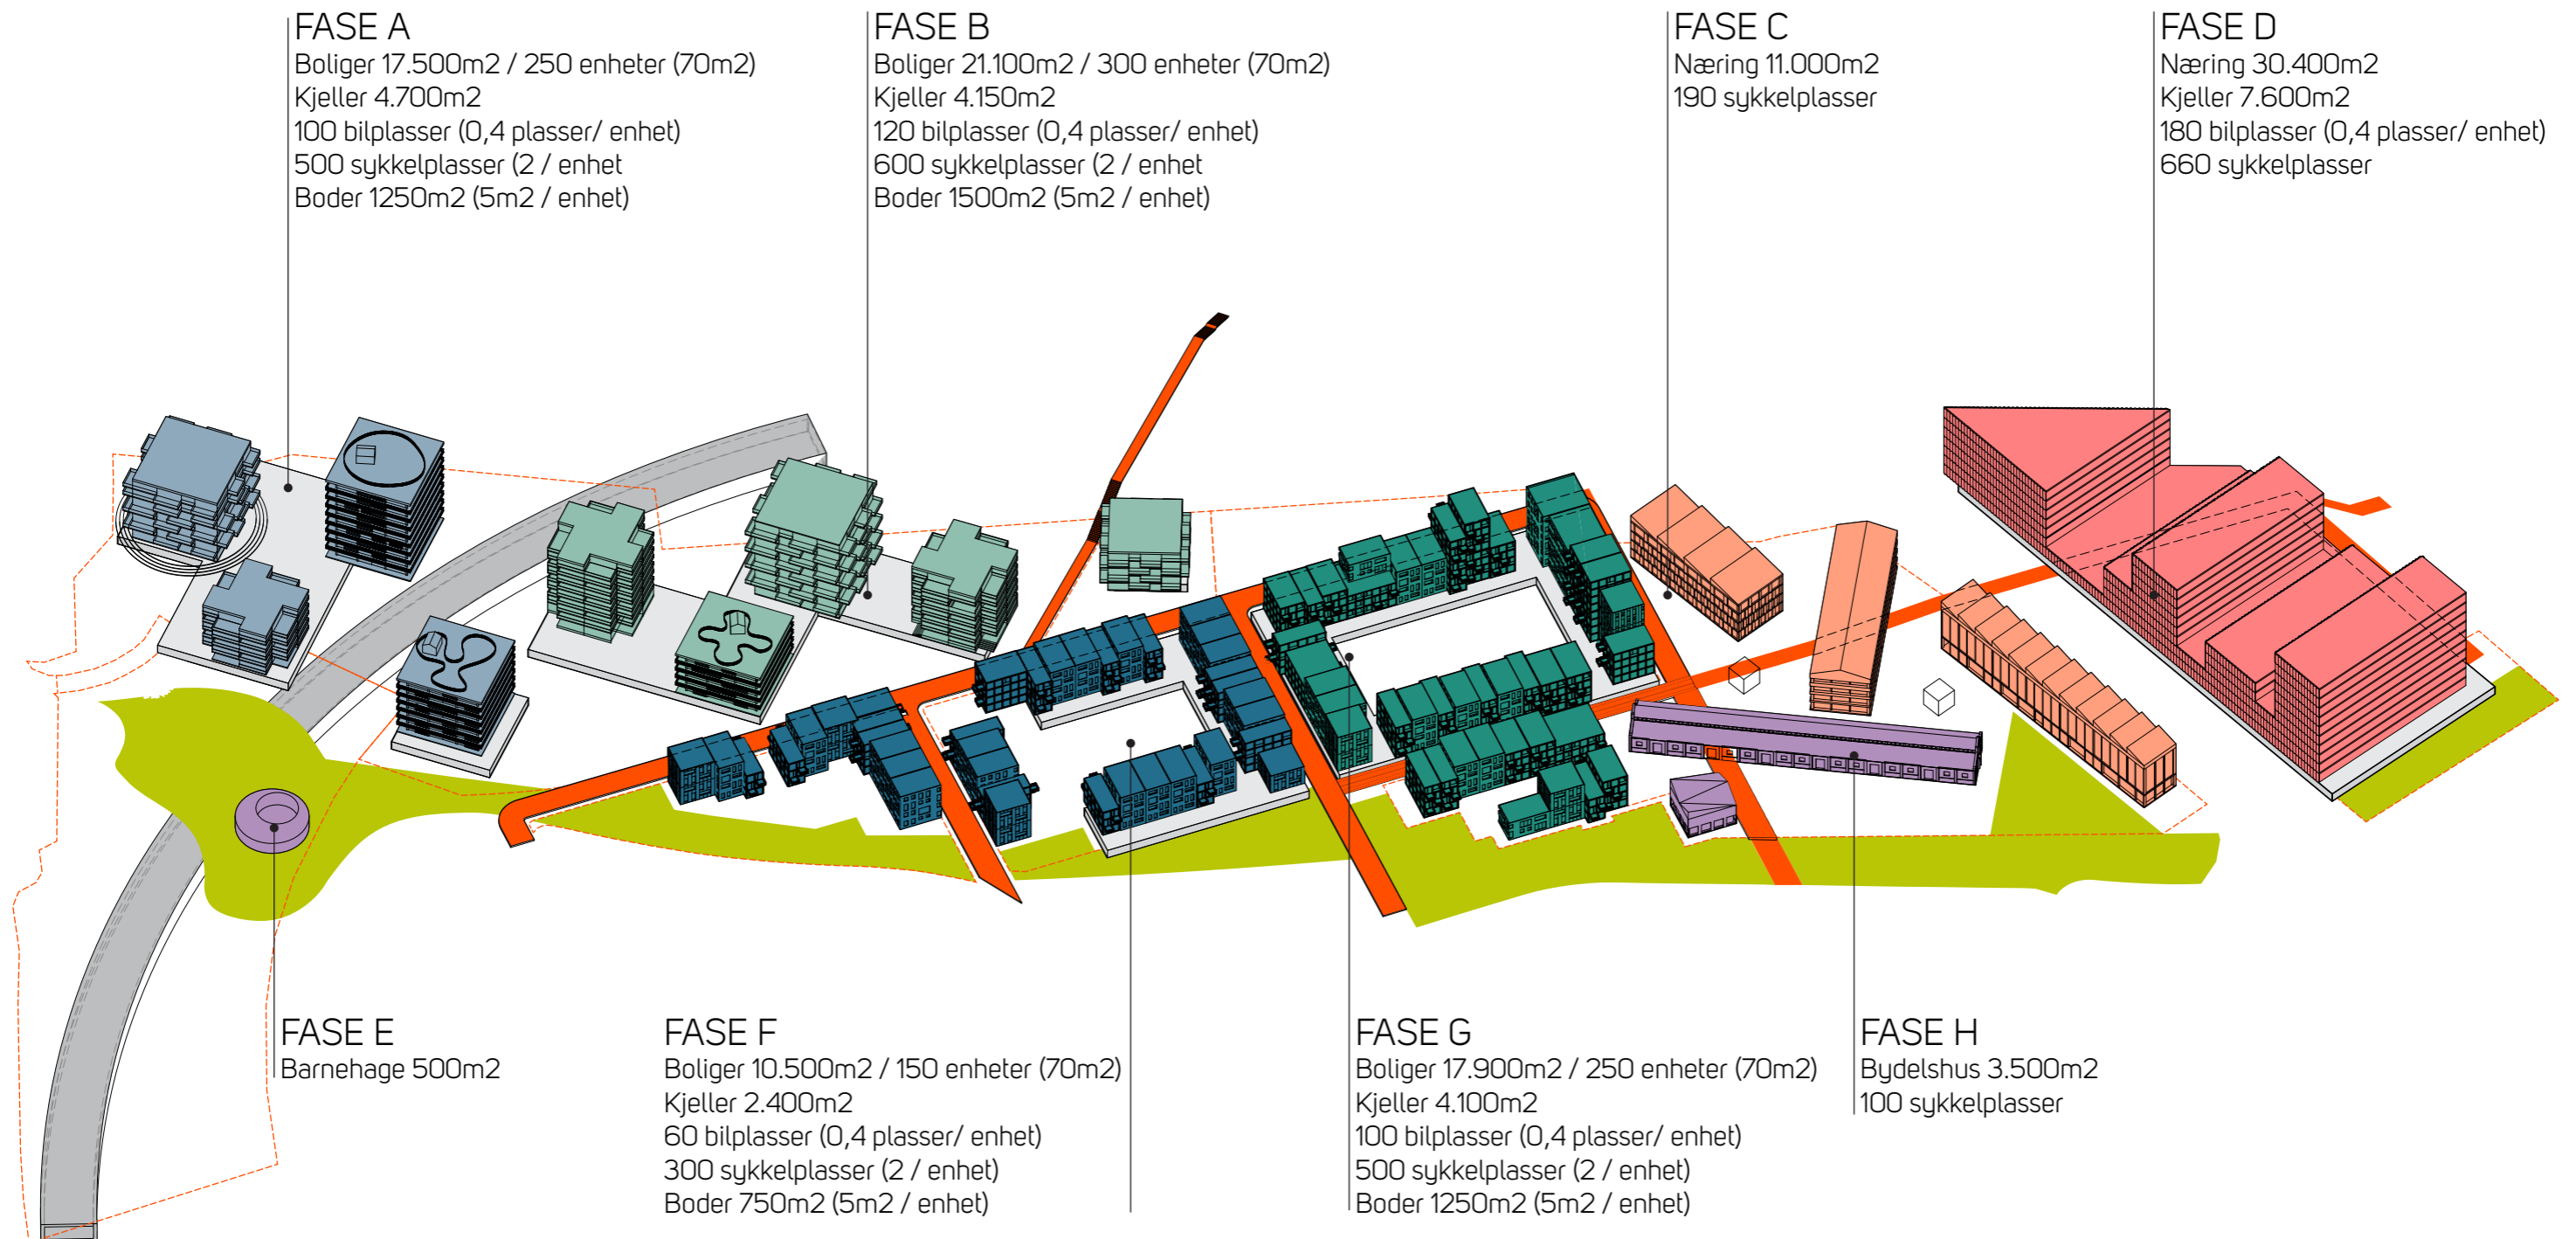 FASE A
Boliger 17.500m2 / 250 enheter (70m2)
Kjeller 4.700m2
100 bilplasser (0,4 plasser/ enhet)
500 sykkelplasser (2 / enhet
Boder 1250m2 (5m2 / enhet)
FASE B
Boliger 21.100m2 / 300 enheter (70m2)
Kjeller 4.150m2
120 bilplasser (0,4 plasser/ enhet)
600 sykkelplasser (2 / enhet
Boder 1500m2 (5m2 / enhet)
FASE C
Næring 11.000m2
190 sykkelplasser
FASE D
Næring 30.400m2
Kjeller 7.600m2
180 bilplasser (0,4 plasser/ enhet)
660 sykkelplasser
FASE E
Barnehage 500m2
FASE F
Boliger 10.500m2 / 150 enheter (70m2)
Kjeller 2.400m2
60 bilplasser (0,4 plasser/ enhet)
300 sykkelplasser (2 / enhet)
Boder 750m2 (5m2 / enhet)
FASE G
Boliger 17.900m2 / 250 enheter (70m2)
Kjeller 4.100m2
100 bilplasser (0,4 plasser/ enhet)
500 sykkelplasser (2 / enhet)
Boder 1250m2 (5m2 / enhet)
FASE H
Bydelshus 3.500m2
100 sykkelplasser